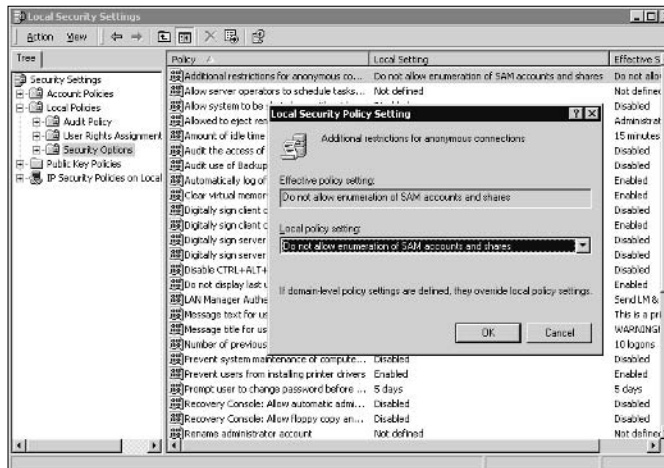 Local Security Settings
Action View
Tree
Policy Local Setting Effective S
Security Settings
Account Policies
Local Policies
Audit Policy
User Rights Assignment
Security Options
Public Key Policies
IP Security Policies on Local
Additional restrictions for anonymous co... Do not allow enumeration of SAM accounts and shares Do not allo
Allow server operators to schedule tasks... Not defined Not define
Allow system to be Disabled
Allowed to eject ren Administrat
Amount of idle time 15 minutes
Audit the access of Disabled
Audit use of Backup Disabled
Automatically log of Enabled
Clear virtual memor Enabled
Digitally sign client c Disabled
Digitally sign client c Enabled
Digitally sign server Disabled
Digitally sign server Disabled
Disable CTRL+ALT+ Disabled
Do not display last u Enabled
LAN Manager Authe Send LM &
Message text for us This is a pri
Message title for us WARNING!
Number of previous 10 logons
Prevent system maintenance of compute... Disabled Disabled
Prevent users from installing printer drivers Enabled Enabled
Prompt user to change password before ... 5 days 5 days
Recovery Console: Allow automatic admi... Disabled Disabled
Recovery Console: Allow floppy copy an... Disabled Disabled
Rename administrator account Not defined Not define
Local Security Policy Setting
Additional restrictions for anonymous connections
Effective policy setting:
Do not allow enumeration of SAM accounts and shares
Local policy setting:
Do not allow enumeration of SAM accounts and shares
If domain-level policy settings are defined, they override local policy settings.
OK Cancel